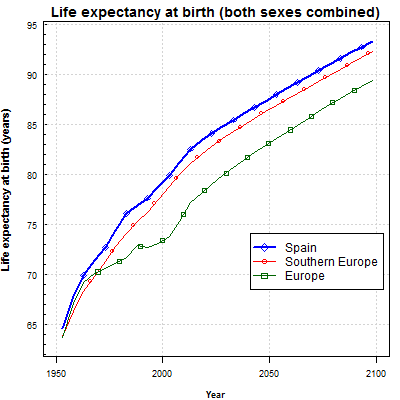 Life expectancy at birth (both sexes combined)
Life expectancy at birth (years)
95
90
85
80
75
70
65
Spain
Southern Europe
Europe
1950
2000
2050
2100
Year